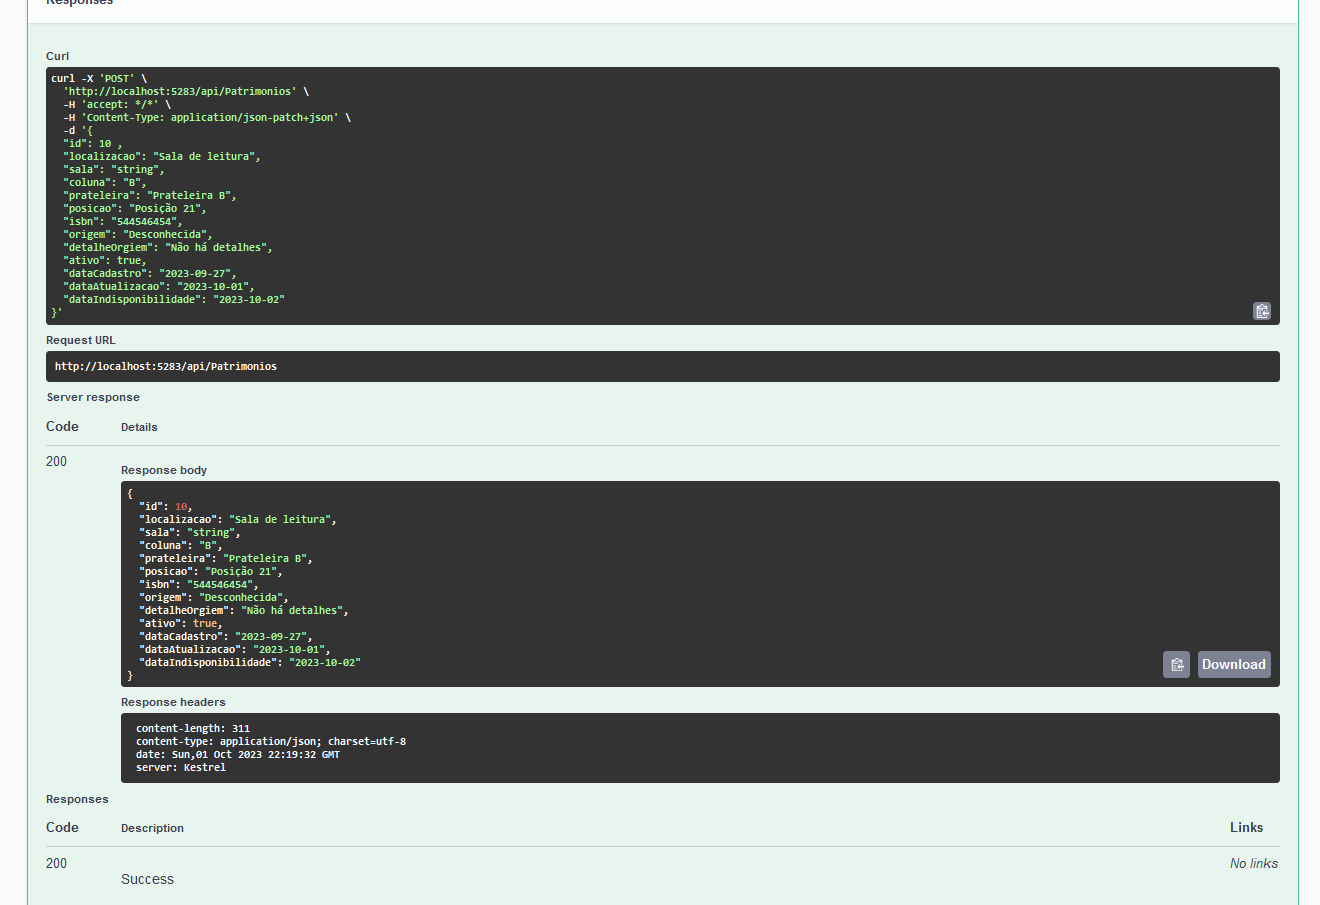 Responses
Curl
curl -X 'POST' \
  'http://localhost:5283/api/Patrimonios' \
  -H 'accept: */*' \
  -H 'Content-Type: application/json-patch+json' \
  -d '{
  "id": 10 ,
  "localizacao": "Sala de leitura",
  "sala": "string",
  "coluna": "B",
  "prateleira": "Prateleira B",
  "posicao": "Posição 21",
  "isbn": "544546454",
  "origem": "Desconhecida",
  "detalheOrgiem": "Não há detalhes",
  "ativo": true,
  "dataCadastro": "2023-09-27",
  "dataAtualizacao": "2023-10-01",
  "dataIndisponibilidade": "2023-10-02"
}'
Request URL
http://localhost:5283/api/Patrimonios
Server response
Code Details
200
Response body
{
  "id": 10,
  "localizacao": "Sala de leitura",
  "sala": "string",
  "coluna": "B",
  "prateleira": "Prateleira B",
  "posicao": "Posição 21",
  "isbn": "544546454",
  "origem": "Desconhecida",
  "detalheOrgiem": "Não há detalhes",
  "ativo": true,
  "dataCadastro": "2023-09-27",
  "dataAtualizacao": "2023-10-01",
  "dataIndisponibilidade": "2023-10-02"
}
Download
Response headers
content-length: 311
content-type: application/json; charset=utf-8
date: Sun,01 Oct 2023 22:19:32 GMT
server: Kestrel
Responses
Code Description Links
200 No links
Success